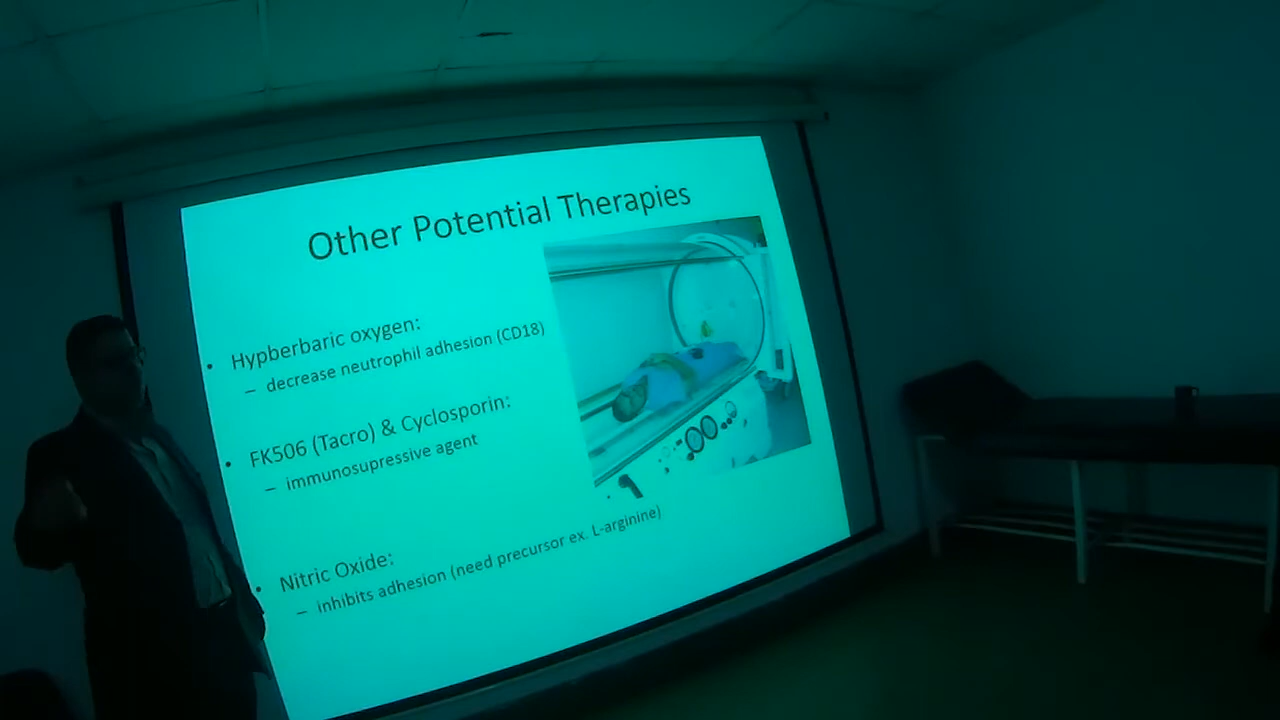 Other Potential Therapies
• Hypberbaric oxygen:
– decrease neutrophil adhesion (CD18)
• FK506 (Tacro) & Cyclosporin:
– immunosupressive agent
• Nitric Oxide:
– inhibits adhesion (need precursor ex. L-arginine)